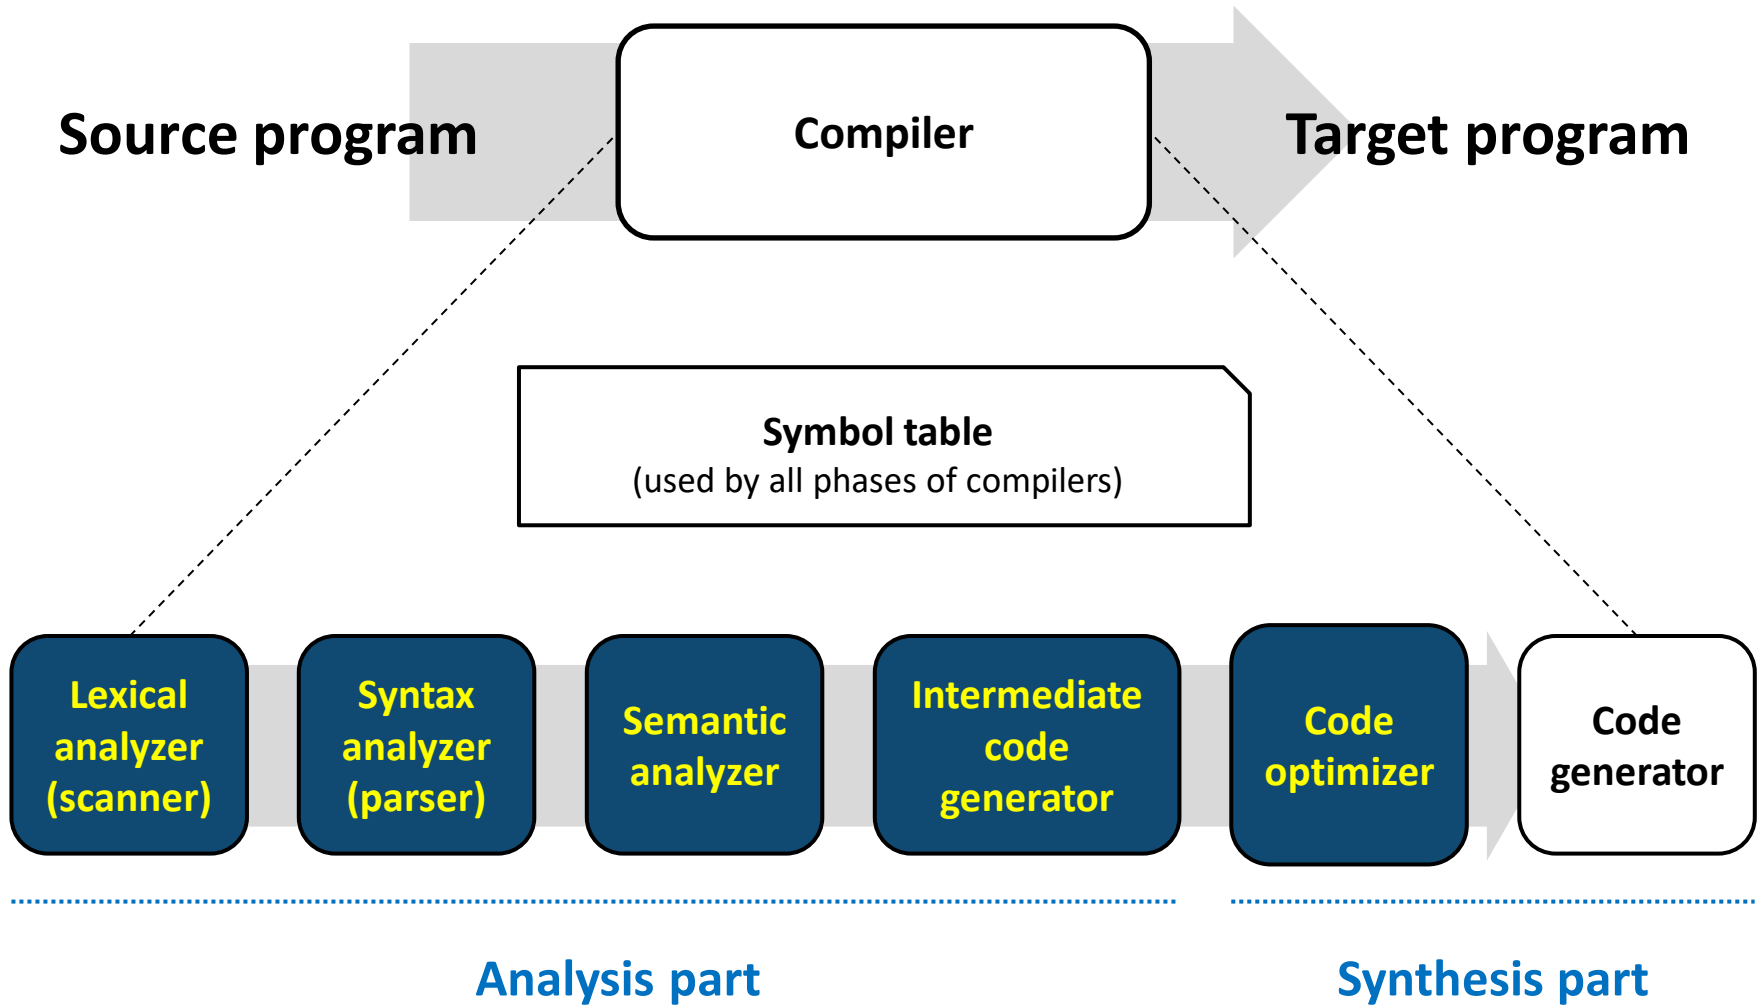 Source program
Compiler
Target program
Symbol table
(used by all phases of compilers)
Lexical
analyzer
(scanner)
Syntax
analyzer
(parser)
Semantic
analyzer
Intermediate
code
generator
Code
optimizer
Code
generator
Analysis part
Synthesis part